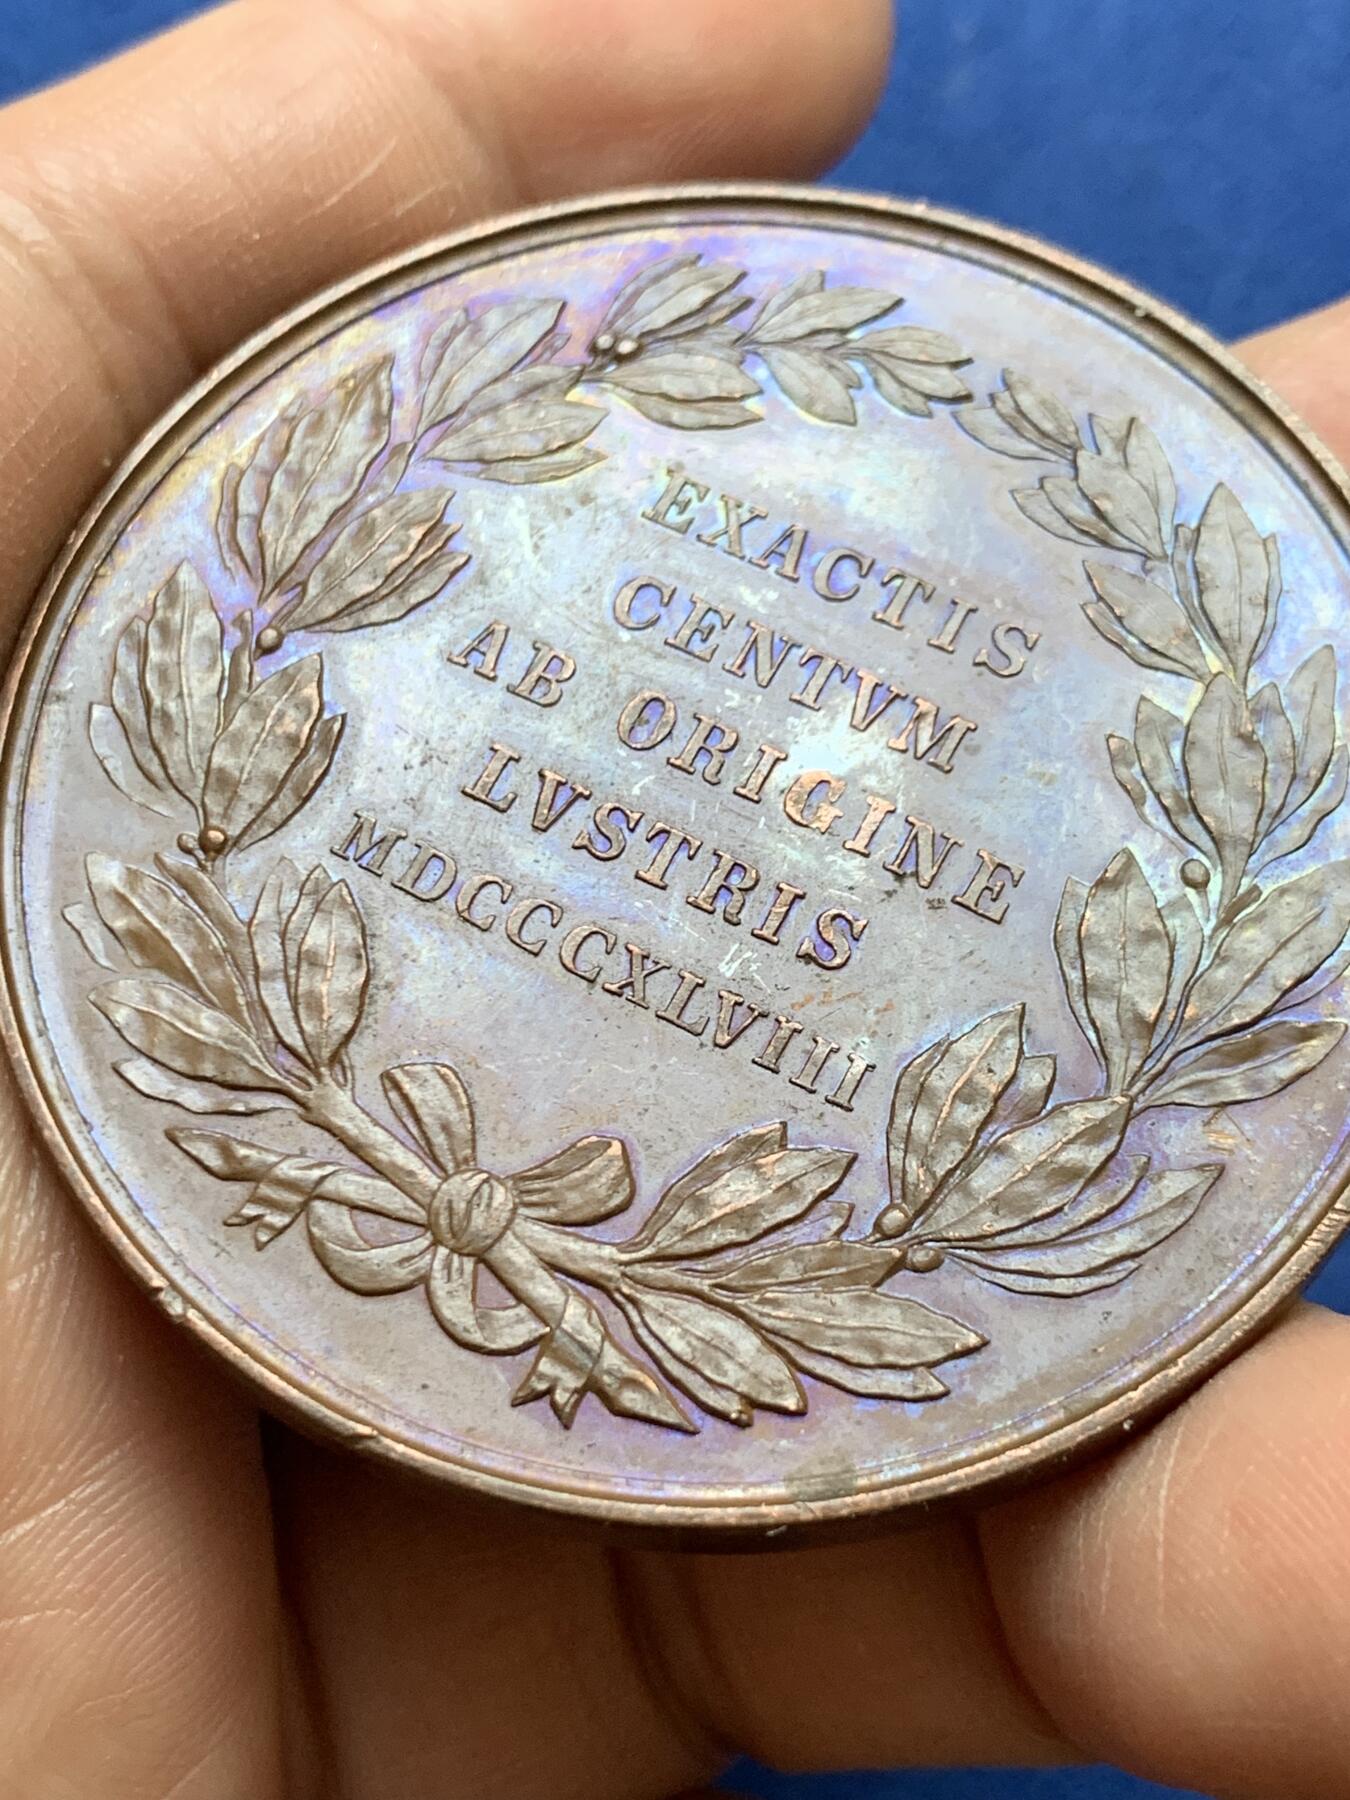 EXACTIS
CENTVM
AB ORIGINE
LVSTRIS
MDCCCXLVIII